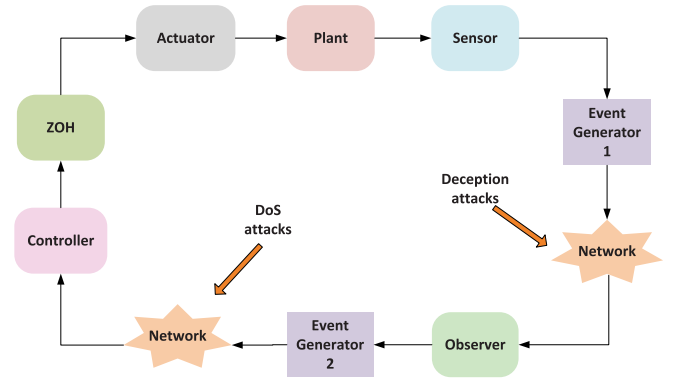 Actuator
Plant
Sensor
ZOH
Event
Generator
1
Deception
attacks
DoS
attacks
Controller
Network
Network
Event
Generator
2
Observer